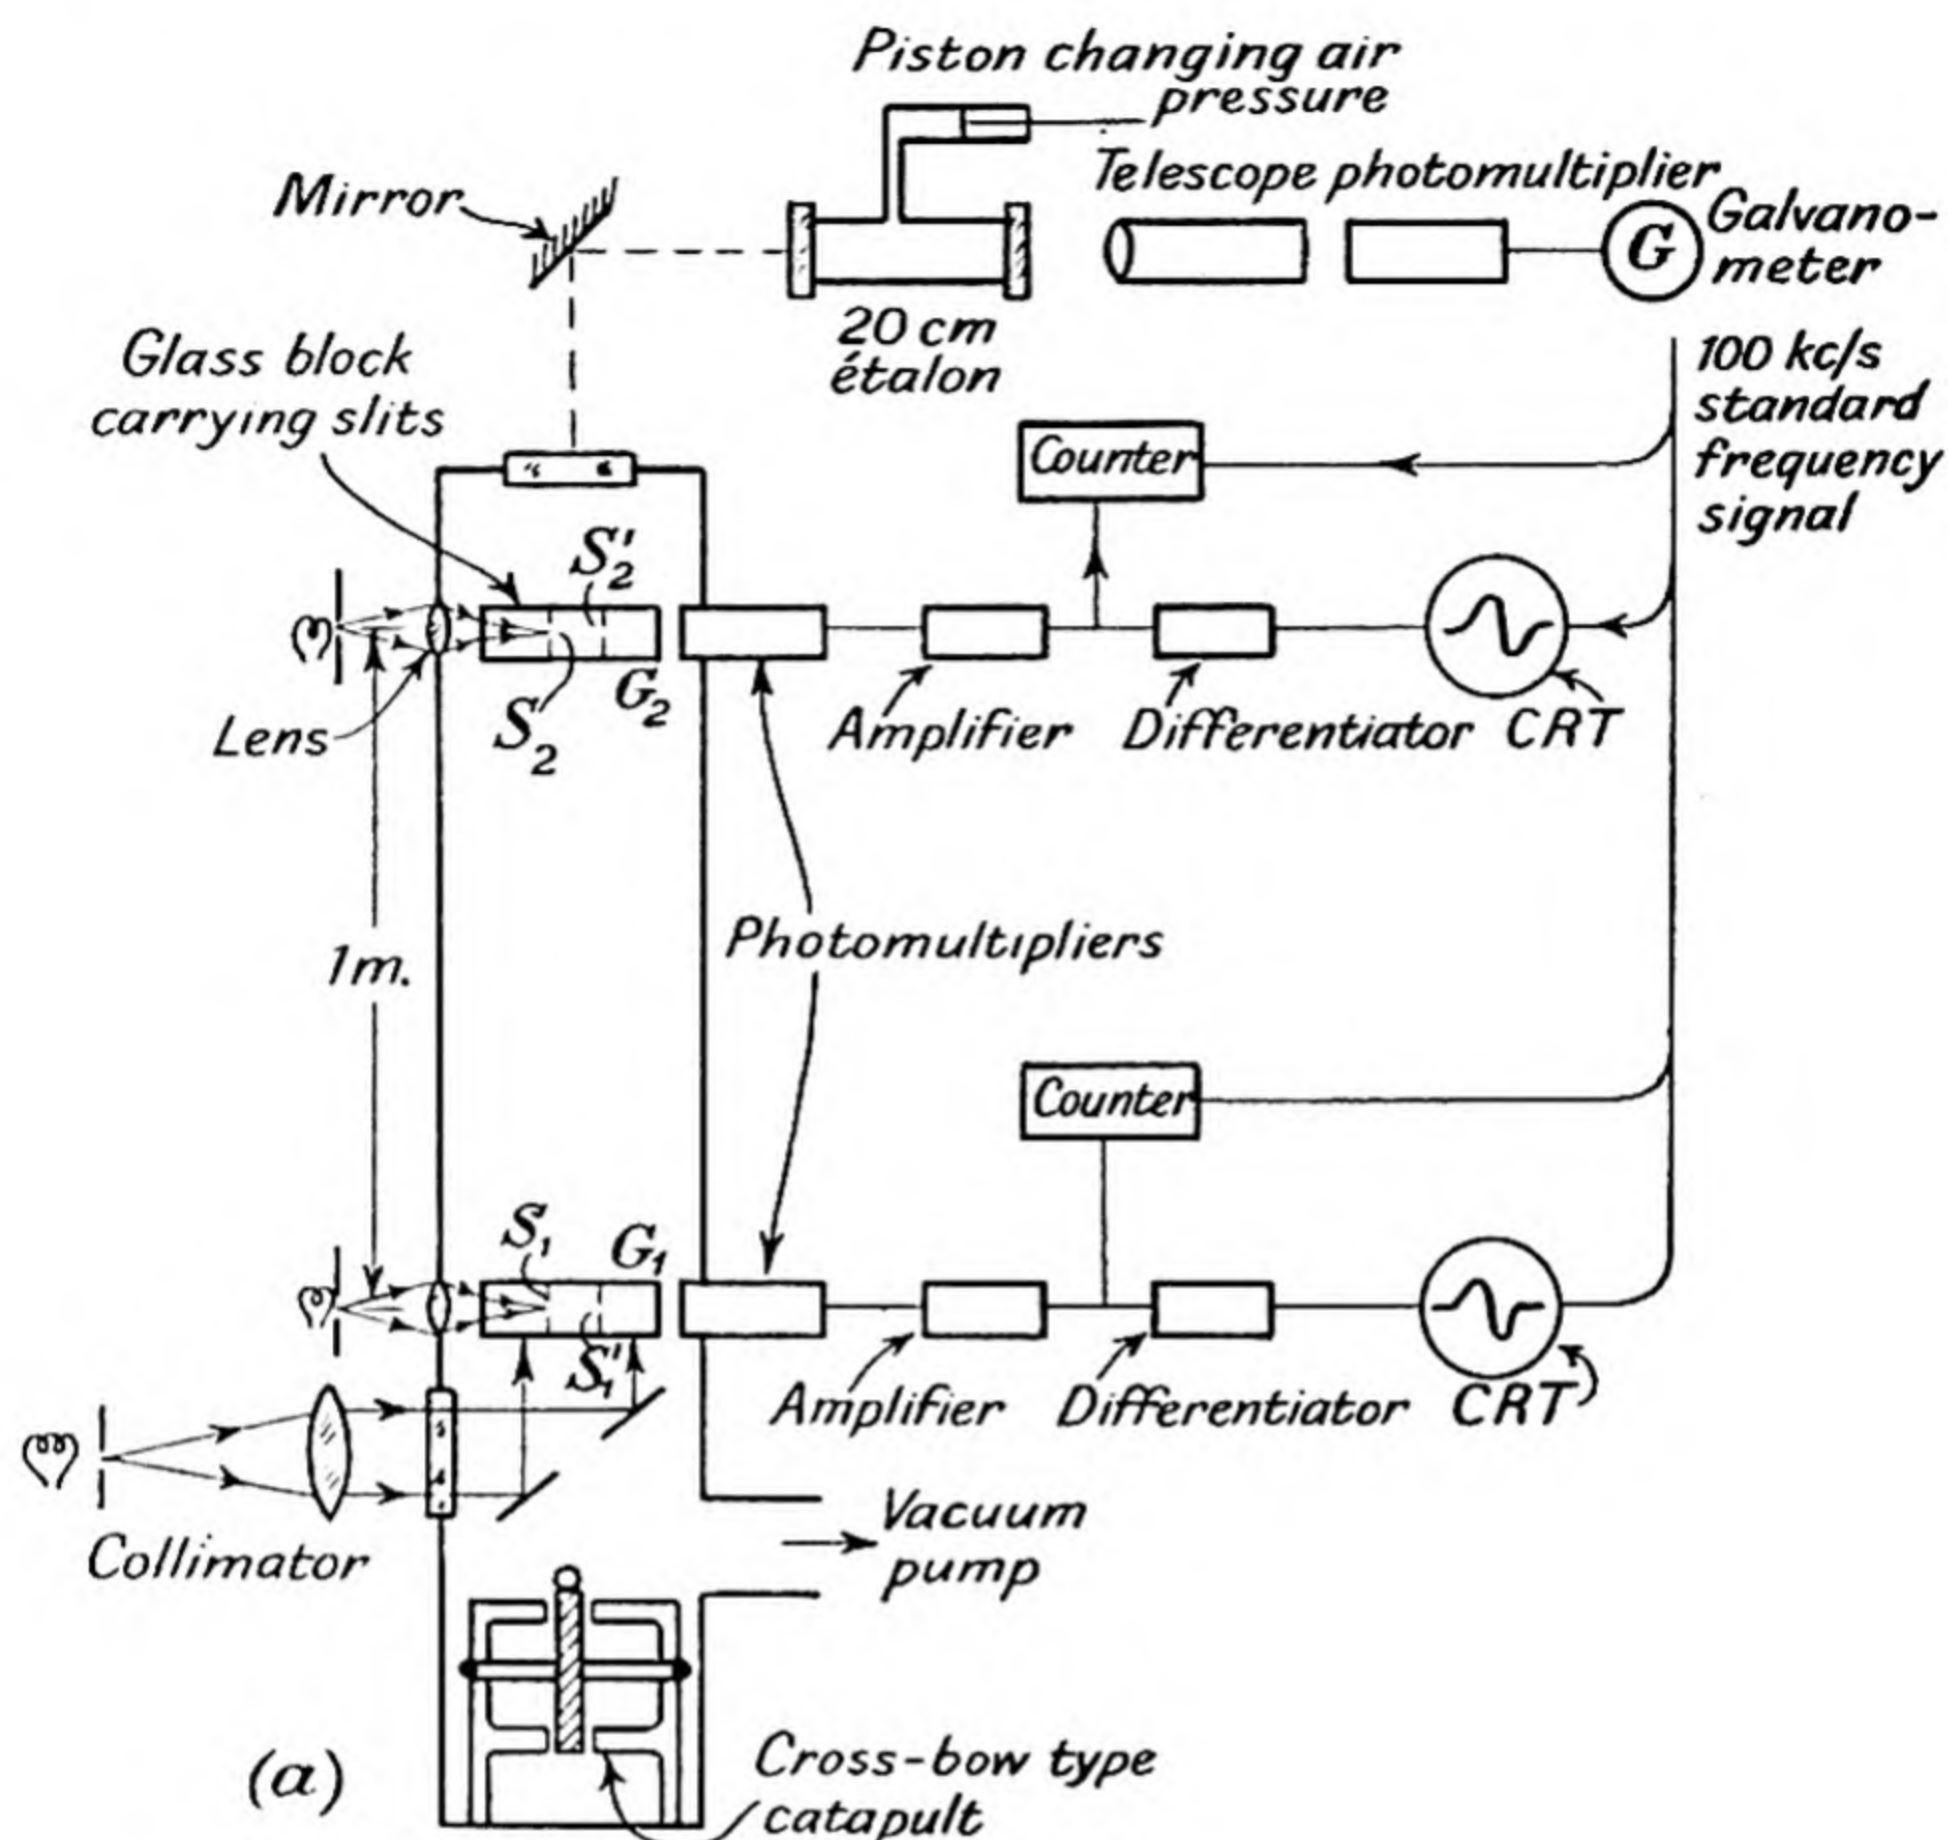 Piston changing air
pressure
Mirror
Telescope photomultiplier
Galvano-
meter
G
20 cm
étalon
Glass block
carrying slits
100 kc/s
standard
frequency
signal
Counter
S'2
S2
G2
Lens
Amplifier
Differentiator
CRT
1m.
Photomultipliers
Counter
S1
G1
S'1
Amplifier
Differentiator
CRT
Collimator
Vacuum
pump
(a)
Cross-bow type
catapult